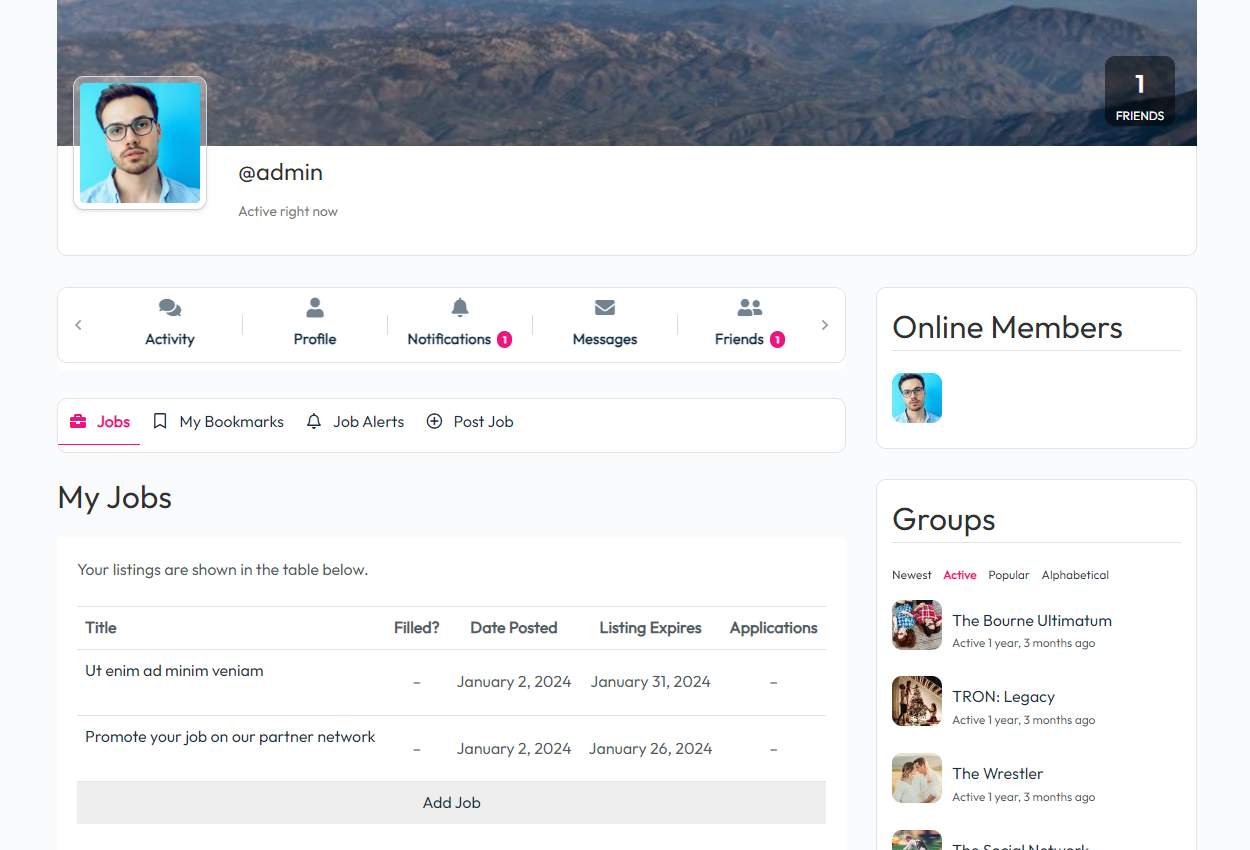 1
FRIENDS
@admin
Active right now
Activity
Profile
Notifications 1
Messages
Friends 1
Jobs
My Bookmarks
Job Alerts
Post Job
My Jobs
Your listings are shown in the table below.
Title Filled? Date Posted Listing Expires Applications
Ut enim ad minim veniam – January 2, 2024 January 31, 2024 –
Promote your job on our partner network – January 2, 2024 January 26, 2024 –
Add Job
Online Members
Groups
Newest Active Popular Alphabetical
The Bourne Ultimatum
Active 1 year, 3 months ago
TRON: Legacy
Active 1 year, 3 months ago
The Wrestler
Active 1 year, 3 months ago
The Social Network